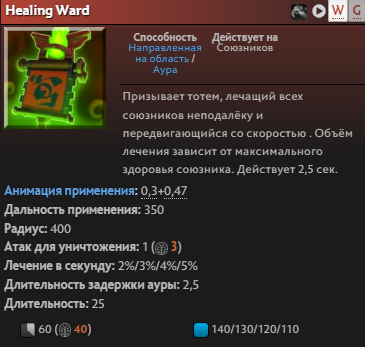 Healing Ward
W G
Способность Действует на
Направленная Союзников
на область /
Аура
Призывает тотем, лечащий всех
союзников неподалёку и
передвигающийся со скоростью . Объём
лечения зависит от максимального
здоровья союзника. Действует 2,5 сек.
Анимация применения: 0,3+0,47
Дальность применения: 350
Радиус: 400
Атак для уничтожения: 1 ( 3)
Лечение в секунду: 2%/3%/4%/5%
Длительность задержки ауры: 2,5
Длительность: 25
60 ( 40) 140/130/120/110